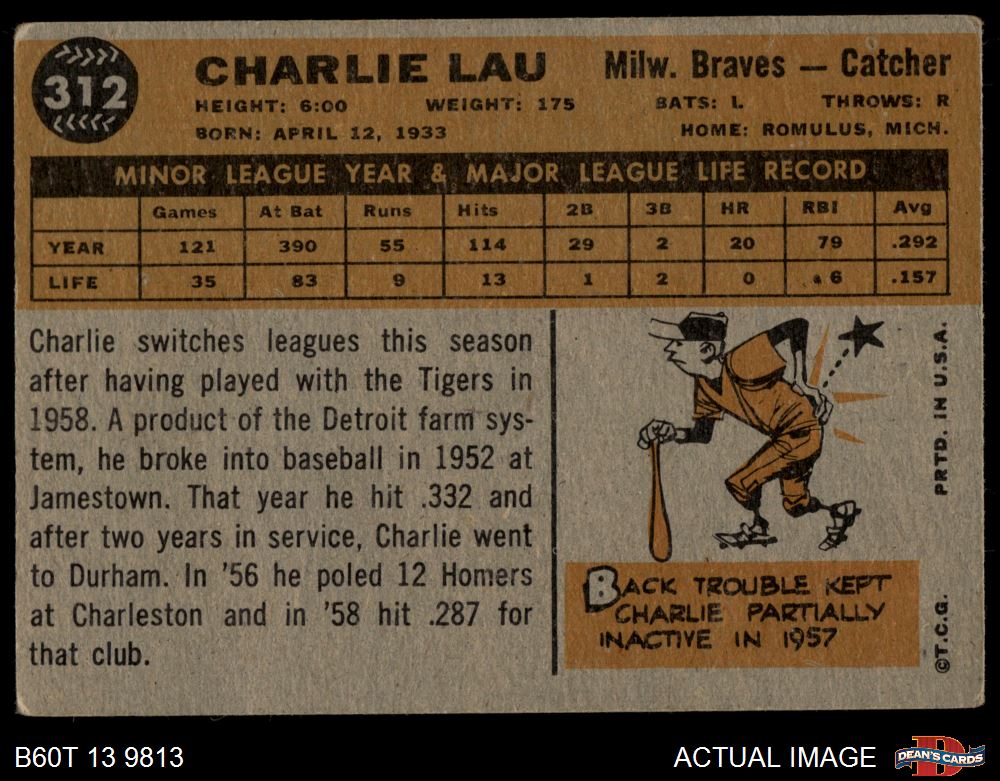 312
CHARLIE LAU
Milw. Braves — Catcher
HEIGHT: 6:00 WEIGHT: 175 BATS: L THROWS: R
BORN: APRIL 12, 1933 HOME: ROMULUS, MICH.
MINOR LEAGUE YEAR & MAJOR LEAGUE LIFE RECORD
Games At Bat Runs Hits 2B 3B HR RBI Avg
YEAR 121 390 55 114 29 2 20 79 .292
LIFE 35 83 9 13 1 2 0 6 .157
Charlie switches leagues this season
after having played with the Tigers in
1958. A product of the Detroit farm sys-
tem, he broke into baseball in 1952 at
Jamestown. That year he hit .332 and
after two years in service, Charlie went
to Durham. In '56 he poled 12 Homers
at Charleston and in '58 hit .287 for
that club.
BACK TROUBLE KEPT
CHARLIE PARTIALLY
INACTIVE IN 1957
©T.C.G. PRTD. IN U.S.A.
B60T 13 9813
ACTUAL IMAGE
D
DEAN'S CARDS